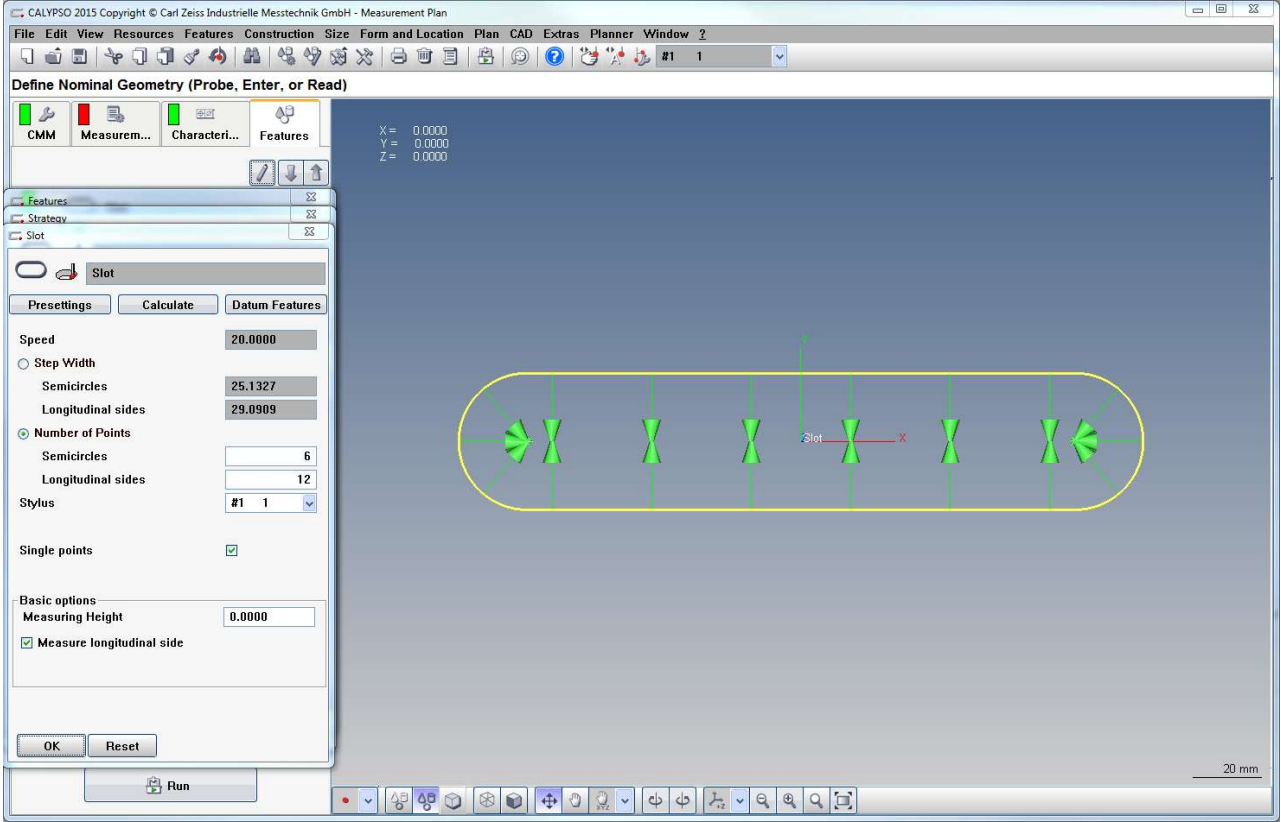 CALYPSO 2015 Copyright © Carl Zeiss Industrielle Messtechnik GmbH - Measurement Plan
File Edit View Resources Features Construction Size Form and Location Plan CAD Extras Planner Window ?
#1 1
Define Nominal Geometry (Probe, Enter, or Read)
CMM Measurem... Characteri... Features
X = 0.0000
Y = 0.0000
Z = 0.0000
Features
Strategy
Slot
Slot
Presettings Calculate Datum Features
Speed 20.0000
Step Width
Semicircles 25.1327
Longitudinal sides 29.0909
Number of Points
Semicircles 6
Longitudinal sides 12
Stylus #1 1
Single points
Basic options
Measuring Height 0.0000
Measure longitudinal side
OK Reset
Run
Y
Slot X
20 mm